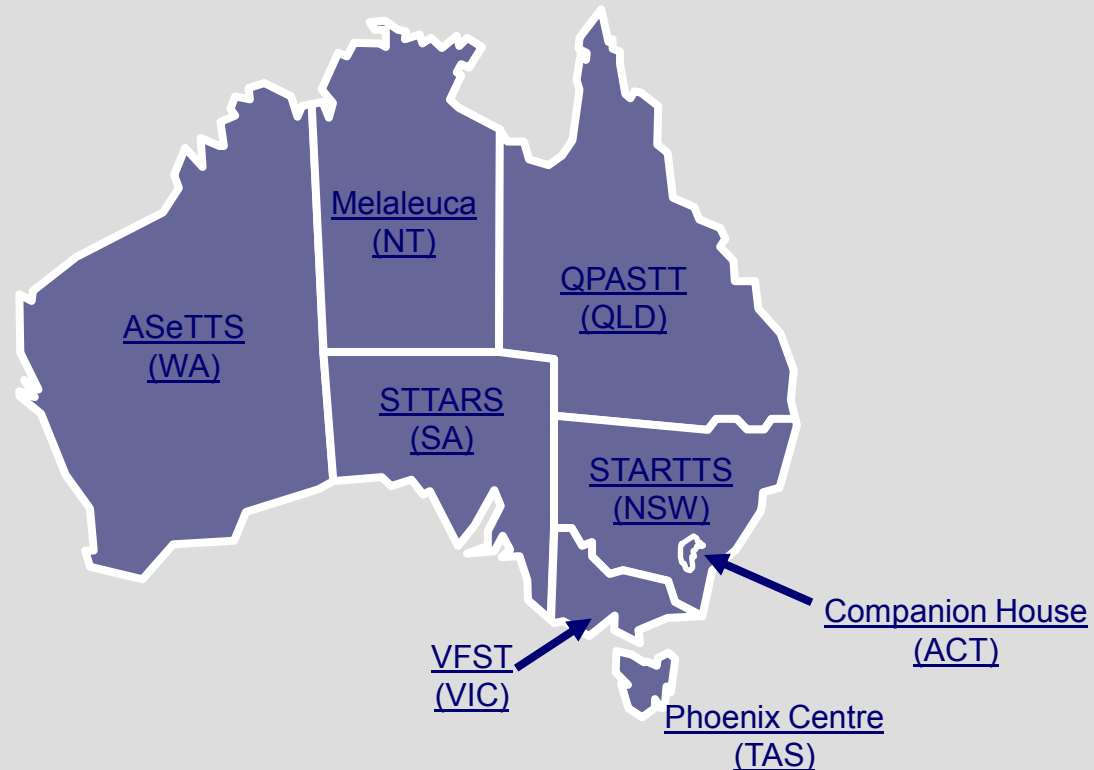 Melaleuca
(NT)
QPASTT
(QLD)
ASeTTS
(WA)
STTARS
(SA)
STARTTS
(NSW)
Companion House
(ACT)
VFST
(VIC)
Phoenix Centre
(TAS)